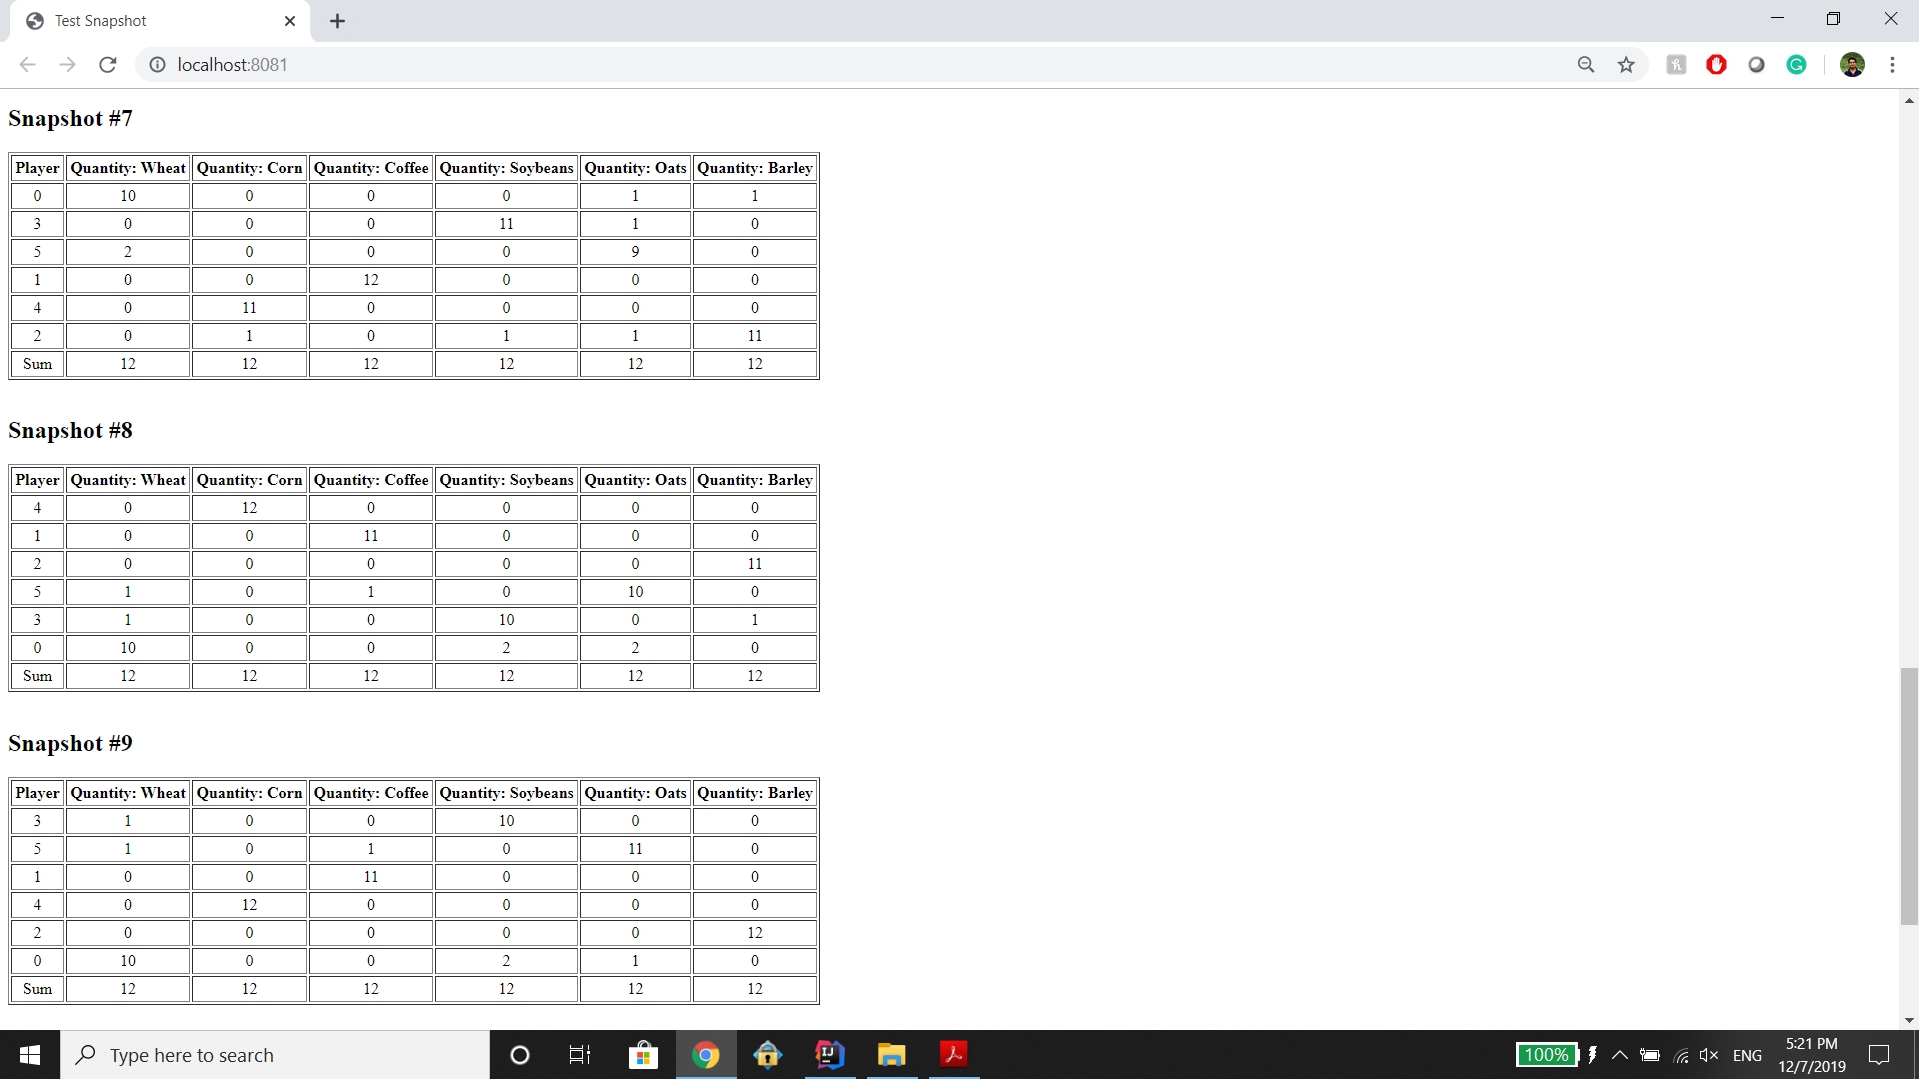 Test Snapshot
localhost:8081
Snapshot #7
Player Quantity: Wheat Quantity: Corn Quantity: Coffee Quantity: Soybeans Quantity: Oats Quantity: Barley
0 10 0 0 0 1 1
3 0 0 0 11 1 0
5 2 0 0 0 9 0
1 0 0 12 0 0 0
4 0 11 0 0 0 0
2 0 1 0 1 1 11
Sum 12 12 12 12 12 12
Snapshot #8
Player Quantity: Wheat Quantity: Corn Quantity: Coffee Quantity: Soybeans Quantity: Oats Quantity: Barley
4 0 12 0 0 0 0
1 0 0 11 0 0 0
2 0 0 0 0 0 11
5 1 0 1 0 10 0
3 1 0 0 10 0 1
0 10 0 0 2 2 0
Sum 12 12 12 12 12 12
Snapshot #9
Player Quantity: Wheat Quantity: Corn Quantity: Coffee Quantity: Soybeans Quantity: Oats Quantity: Barley
3 1 0 0 10 0 0
5 1 0 1 0 11 0
1 0 0 11 0 0 0
4 0 12 0 0 0 0
2 0 0 0 0 0 12
0 10 0 0 2 1 0
Sum 12 12 12 12 12 12
Type here to search
IJ
100%
ENG
5:21 PM
12/7/2019